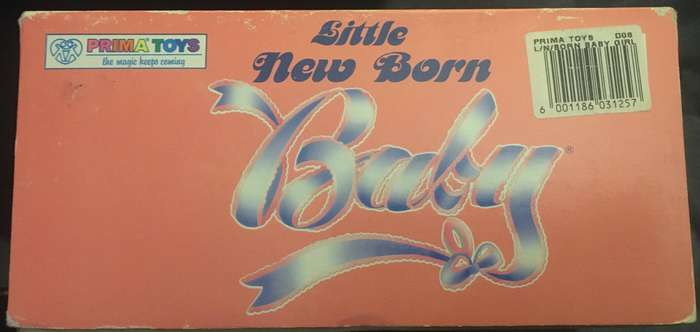 PRIMA TOYS
the magic keeps coming
Little
New Born
Baby®
PRIMA TOYS D08
L/N/BORN BABY GIRL
6 001186 031257